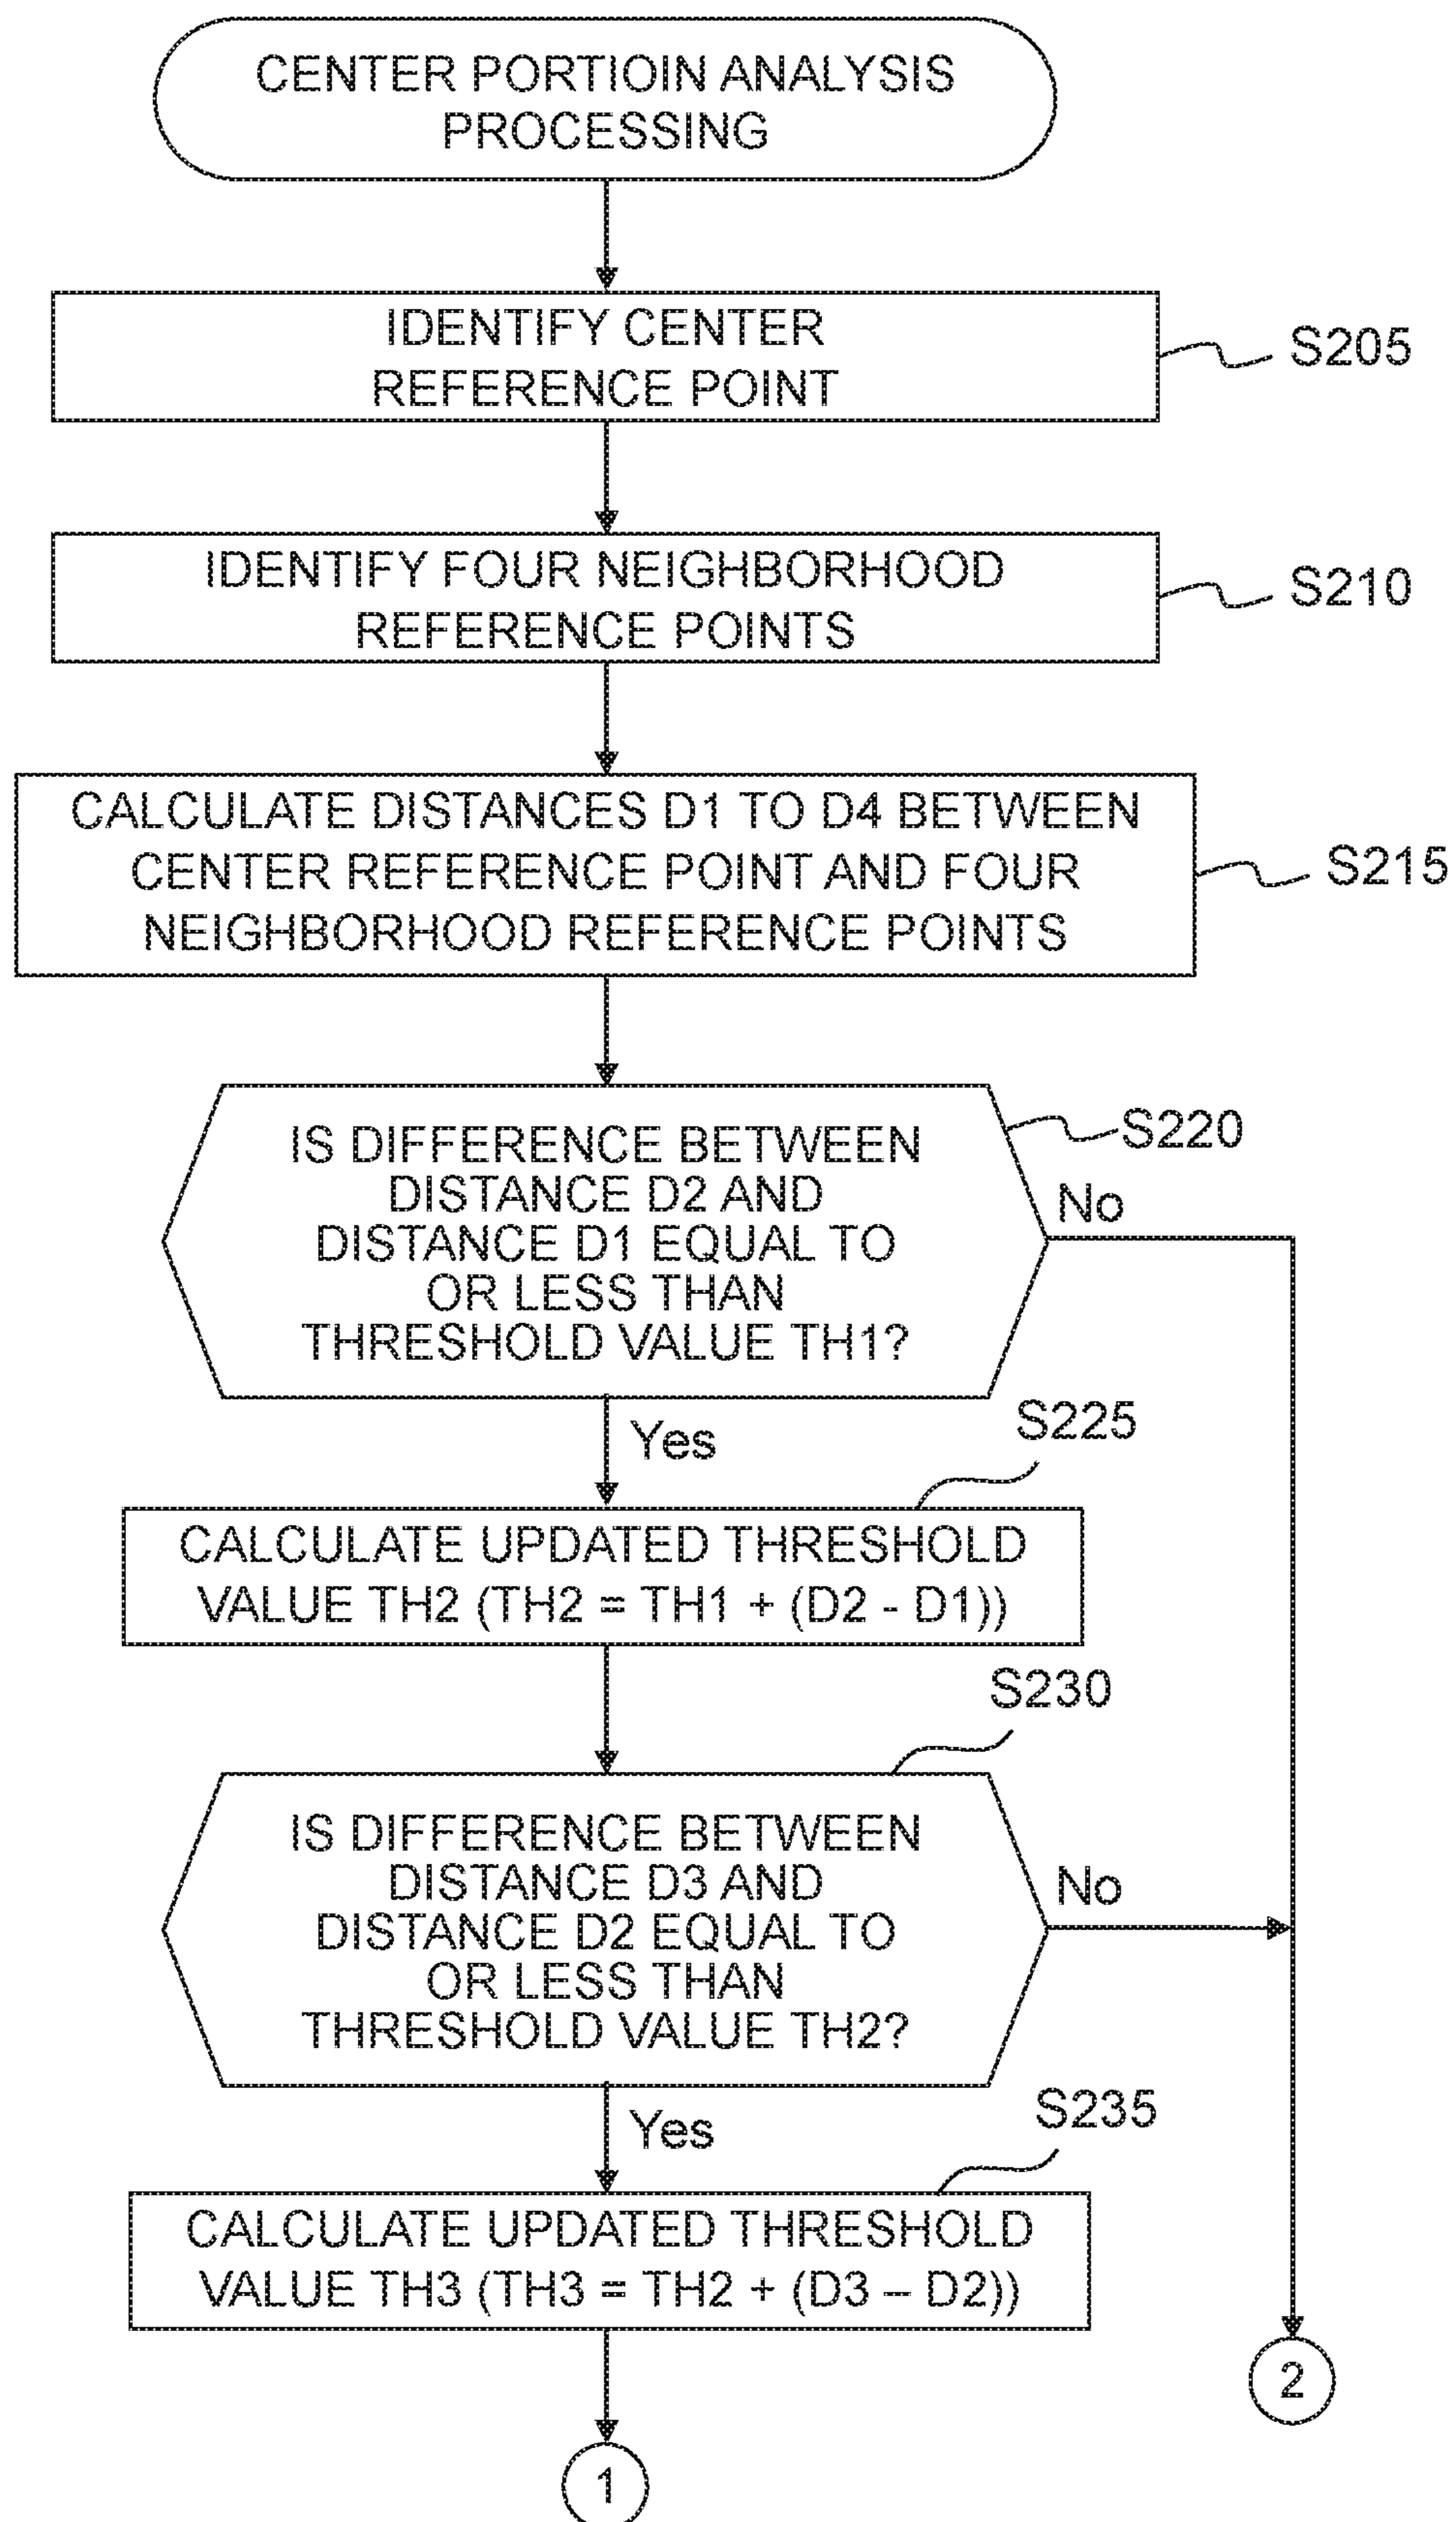 CENTER PORTIOIN ANALYSIS
PROCESSING
IDENTIFY CENTER
REFERENCE POINT
S205
IDENTIFY FOUR NEIGHBORHOOD
REFERENCE POINTS
S210
CALCULATE DISTANCES D1 TO D4 BETWEEN
CENTER REFERENCE POINT AND FOUR
NEIGHBORHOOD REFERENCE POINTS
S215
IS DIFFERENCE BETWEEN
DISTANCE D2 AND
DISTANCE D1 EQUAL TO
OR LESS THAN
THRESHOLD VALUE TH1?
S220
No
Yes
S225
CALCULATE UPDATED THRESHOLD
VALUE TH2 (TH2 = TH1 + (D2 - D1))
S230
IS DIFFERENCE BETWEEN
DISTANCE D3 AND
DISTANCE D2 EQUAL TO
OR LESS THAN
THRESHOLD VALUE TH2?
No
Yes
S235
CALCULATE UPDATED THRESHOLD
VALUE TH3 (TH3 = TH2 + (D3 – D2))
2
1